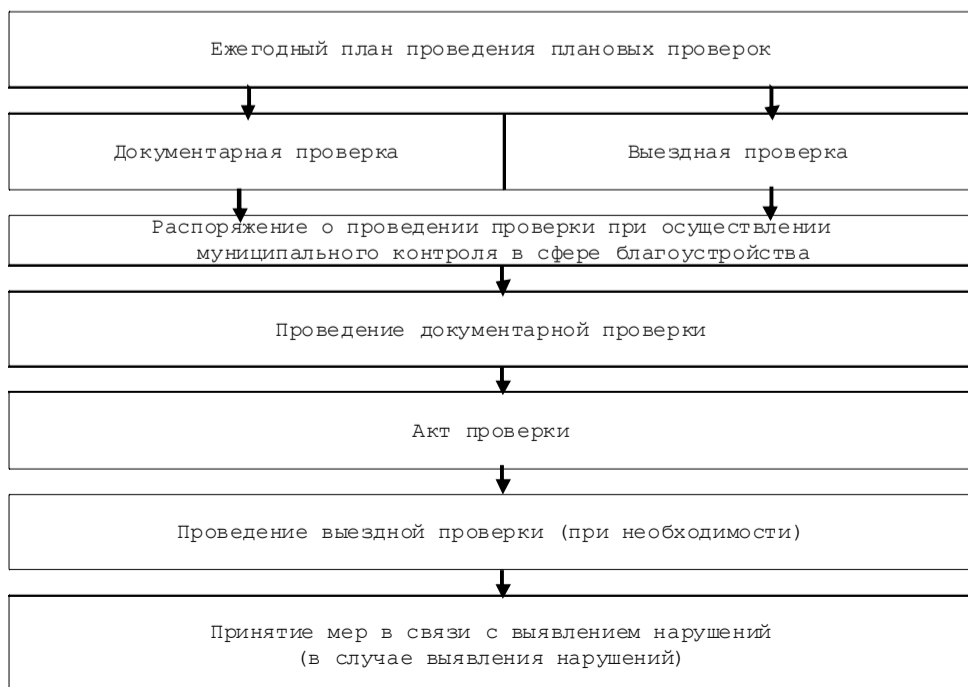 Ежегодный план проведения плановых проверок
Документарная проверка
Выездная проверка
Распоряжение о проведении проверки при осуществлении
муниципального контроля в сфере благоустройства
Проведение документарной проверки
Акт проверки
Проведение выездной проверки (при необходимости)
Принятие мер в связи с выявлением нарушений
(в случае выявления нарушений)